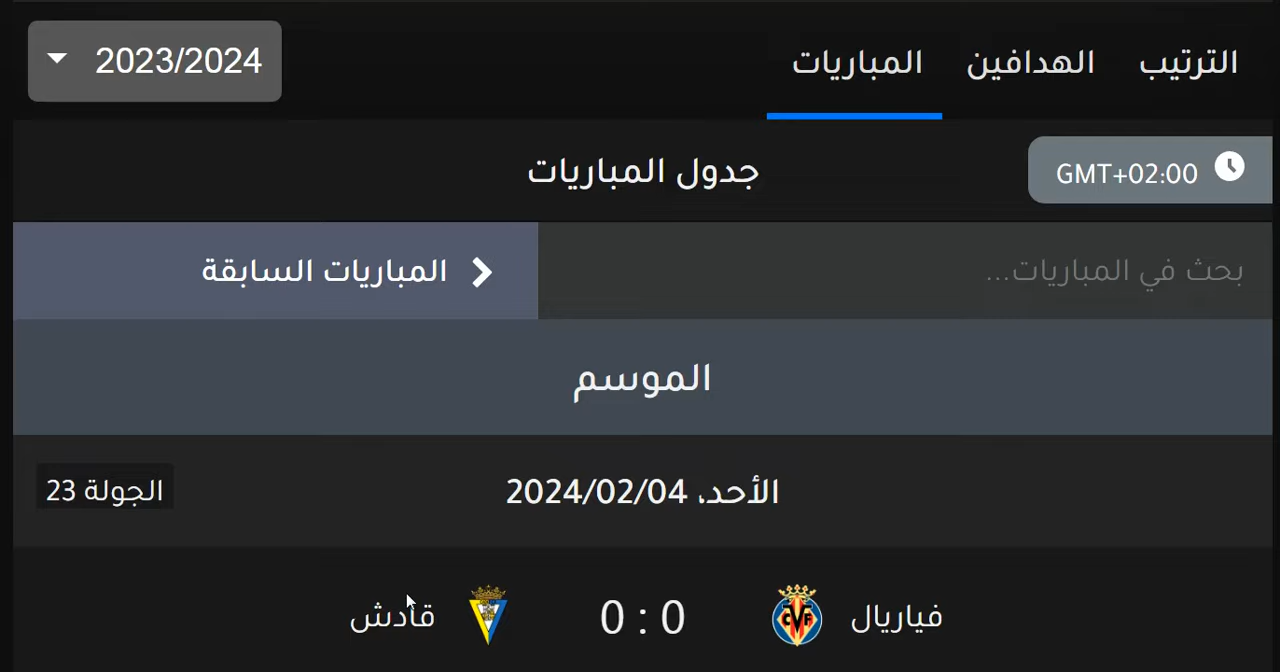 الترتيب الهدافين المباريات 2023/2024
GMT+02:00 جدول المباريات
بحث في المباريات... المباريات السابقة
الموسم
الأحد، 2024/02/04 الجولة 23
فياريال 0 : 0 قادش